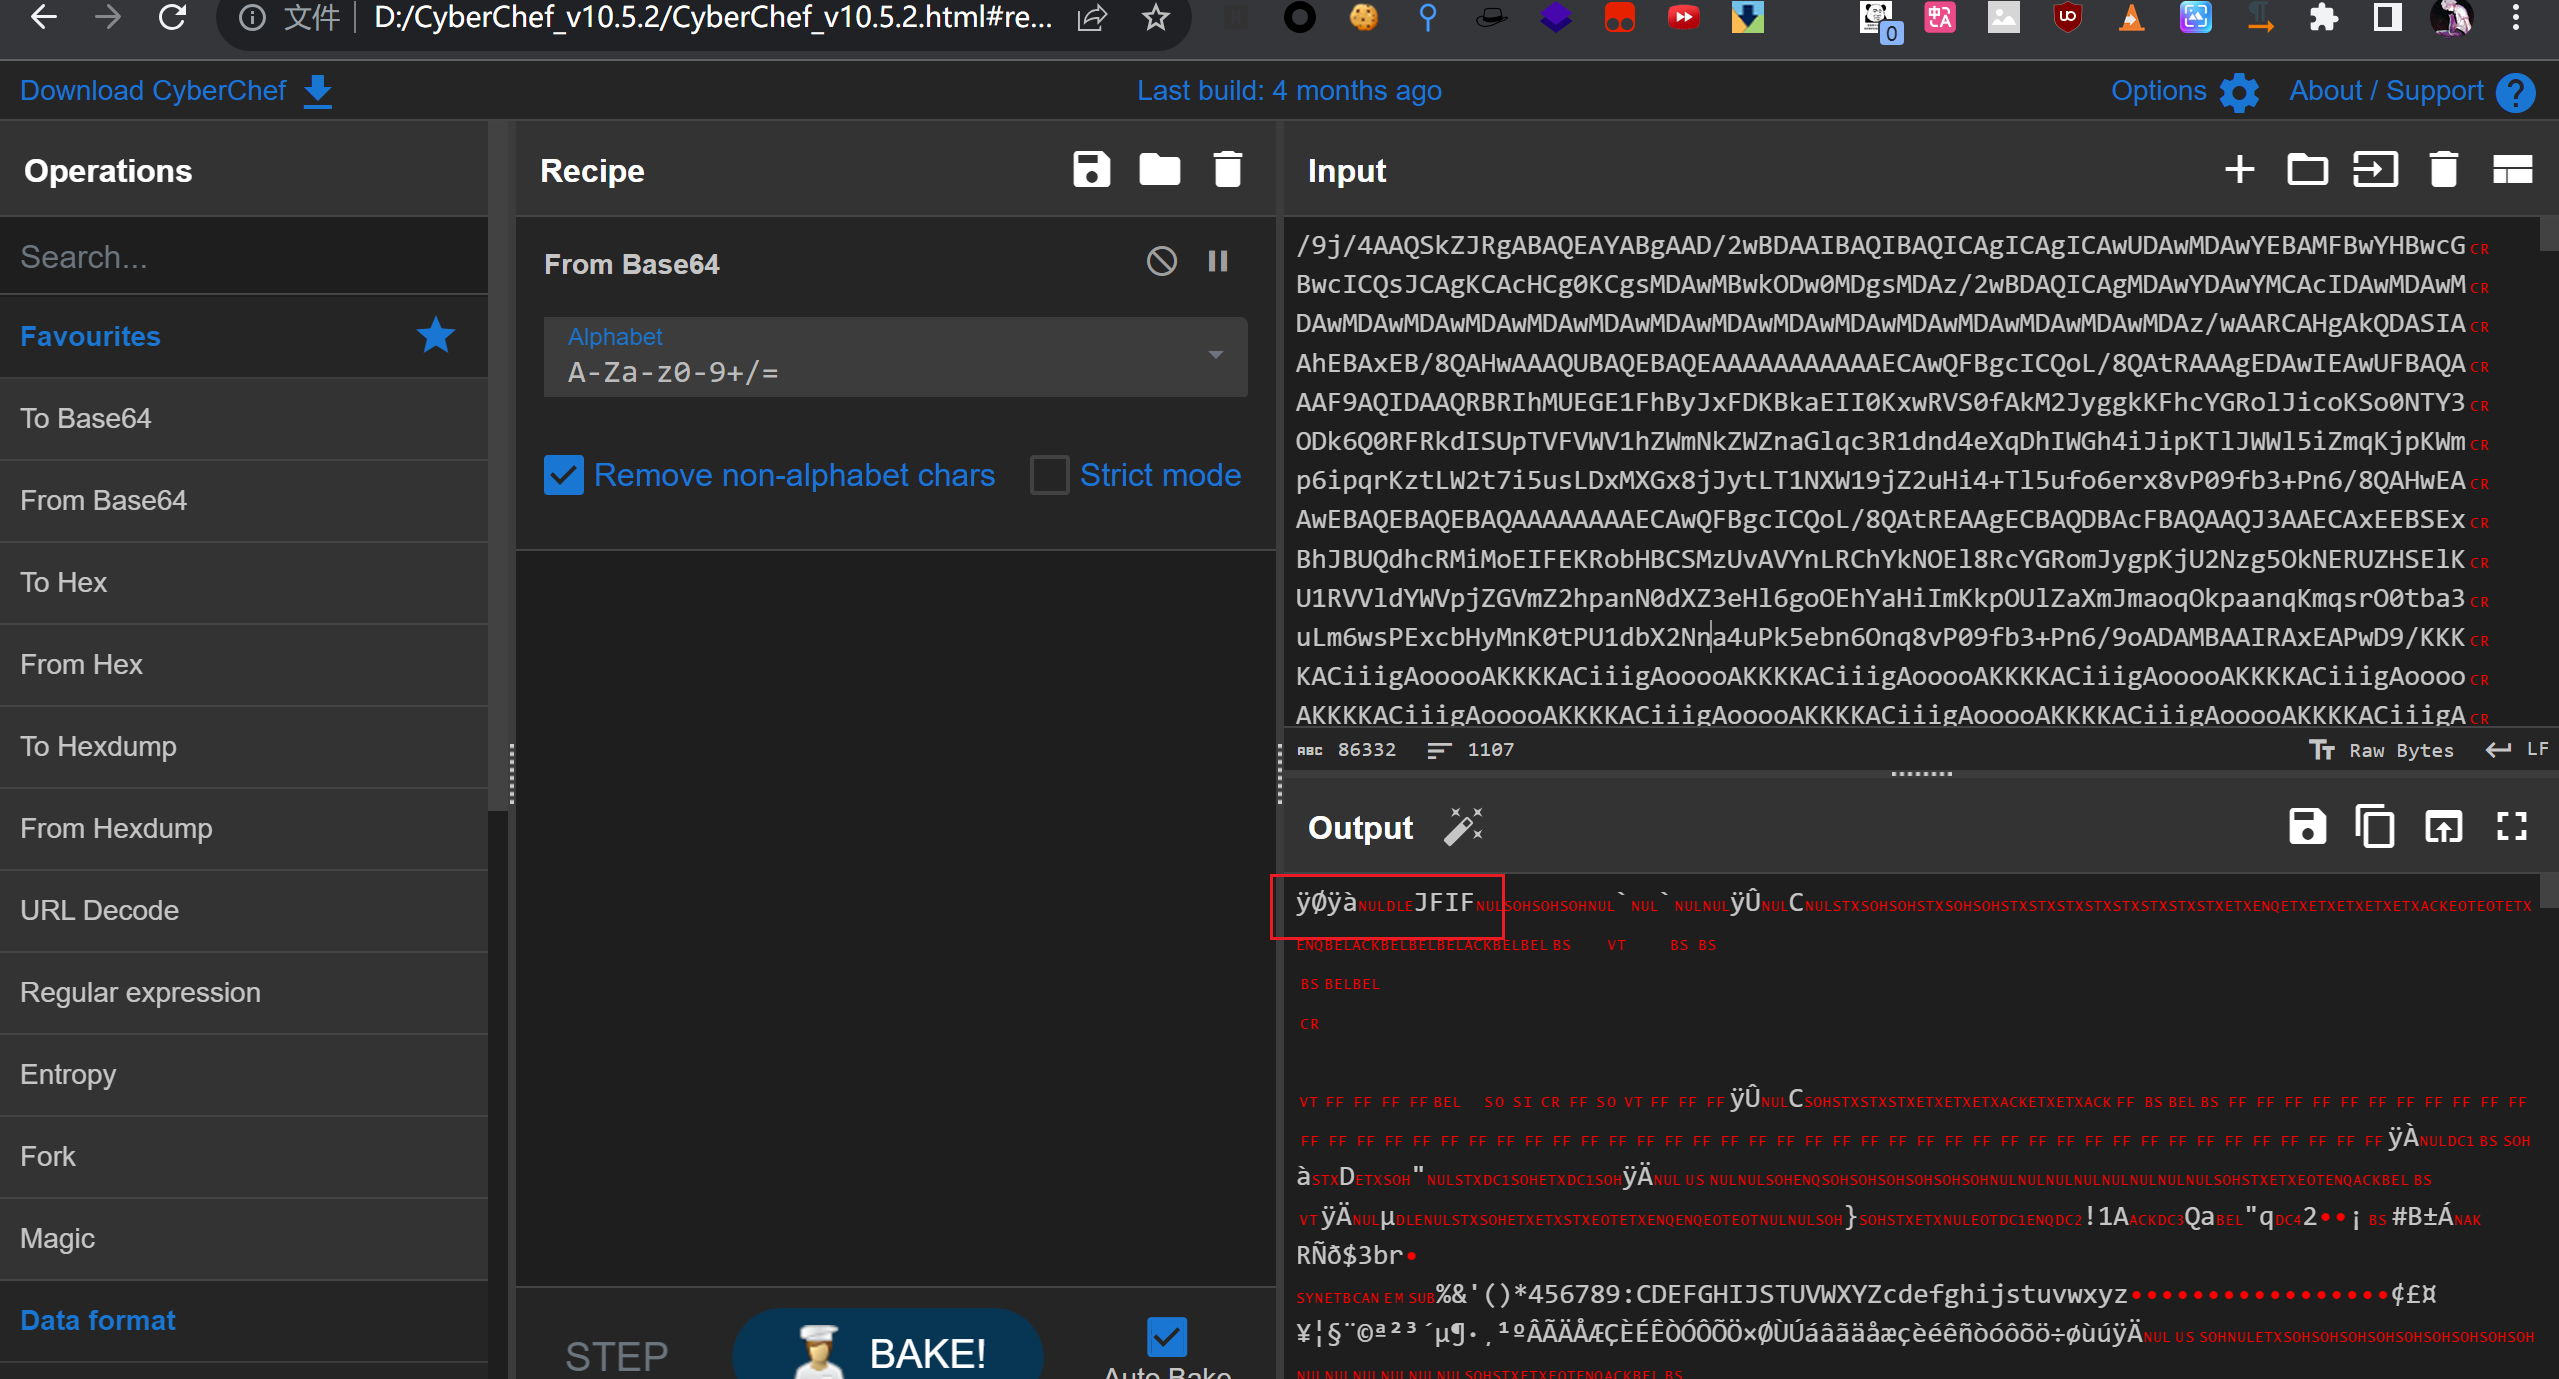 文件
D:/CyberChef_v10.5.2/CyberChef_v10.5.2.html#re...
0
Download CyberChef
Last build: 4 months ago
Options
About / Support
Operations
Search...
Favourites
To Base64
From Base64
To Hex
From Hex
To Hexdump
From Hexdump
URL Decode
Regular expression
Entropy
Fork
Magic
Data format
Recipe
From Base64
Alphabet
A-Za-z0-9+/=
Remove non-alphabet chars
Strict mode
STEP
BAKE!
Auto Bake
Input
/9j/4AAQSkZJRgABAQEAYABgAAD/2wBDAAIBAQIBAQICAgICAgICAwUDAwMDAwYEBAMFBwYHBwcG CR
BwcICQsJCAgKCAcHCg0KCgsMDAwMBwkODw0MDgsMDAz/2wBDAQICAgMDAwYDAwYMCAcIDAwMDAwM CR
DAwMDAwMDAwMDAwMDAwMDAwMDAwMDAwMDAwMDAwMDAwMDAwMDAwMDAwMDAz/wAARCAHgAkQDASIA CR
AhEBAxEB/8QAHwAAAQUBAQEBAQEAAAAAAAAAAAECAwQFBgcICQoL/8QAtRAAAgEDAwIEAwUFBAQA CR
AAF9AQIDAAQRBRIhMUEGE1FhByJxFDKBkaEII0KxwRVS0fAkM2JyggkKFhcYGRolJicoKSo0NTY3 CR
ODk6Q0RFRkdISUpTVFVWV1hZWmNkZWZnaGlqc3R1dnd4eXqDhIWGh4iJipKTlJWWl5iZmqKjpKWm CR
p6ipqrKztLW2t7i5usLDxMXGx8jJytLT1NXW19jZ2uHi4+Tl5ufo6erx8vP09fb3+Pn6/8QAHwEA CR
AwEBAQEBAQEBAQAAAAAAAAECAwQFBgcICQoL/8QAtREAAgECBAQDBAcFBAQAAQJ3AAECAxEEBSEx CR
BhJBUQdhcRMiMoEIFEKRobHBCSMzUvAVYnLRChYkNOEl8RcYGRomJygpKjU2Nzg5OkNERUZHSElK CR
U1RVVldYWVpjZGVmZ2hpanN0dXZ3eHl6goOEhYaHiImKkpOUlZaXmJmaoqOkpaanqKmqsrO0tba3 CR
uLm6wsPExcbHyMnK0tPU1dbX2Nna4uPk5ebn6Onq8vP09fb3+Pn6/9oADAMBAAIRAxEAPwD9/KKK CR
KACiiigAooooAKKKKACiiigAooooAKKKKACiiigAooooAKKKKACiiigAooooAKKKKACiiigAoooo CR
AKKKKACiiigAooooAKKKKACiiigAooooAKKKKACiiigAooooAKKKKACiiigAooooAKKKKACiiigA CR
ABC 86332 1107
Raw Bytes LF
Output
ÿØÿàNULDLEJFIFNULSOHSOHSOHNUL`NUL`NULNULÿÛNULCNULSTXSOHSOHSTXSOHSOHSTXSTXSTXSTXSTXSTXSTXSTXETXENQETXETXETXETXETXACKEOTEOTETX
ENQBELACKBELBELBELACKBELBEL BS VT BS BS
BS BELBEL
CR
VT FF FF FF FF BEL SO SI CR FF SO VT FF FF FF ÿÛNULCSOHSTXSTXSTXETXETXETXACKETXETXACK FF BS BEL BS FF FF FF FF FF FF FF FF FF FF FF
FF FF FF FF FF FF FF FF FF FF FF FF FF FF FF FF FF FF FF FF FF FF FF FF FF FF FF FF FF FF FF FF FF FF FF FF FF FF FF ÿÀNULDC1 BS SOH
àSTXDETXSOH"NULSTXDC1SOHETXDC1SOHÿÄNUL US NULNULSOHENQSOHSOHSOHSOHSOHSOHNULNULNULNULNULNULNULNULSOHSTXETXEOTENQACKBEL BS
VTÿÄNULµDLENULSTXSOHETXETXSTXEOTETXENQENQEOTEOTNULNULSOH}SOHSTXETXNULEOTDC1ENQDC2!1AACKDC3QaBEL"qDC42••¡ BS #B±ÁNAK
RÑð$3br•
SYNETBCAN EM SUB%&'()*456789:CDEFGHIJSTUVWXYZcdefghijstuvwxyz•••••••••••••••••¢£¤
¥¦§¨©ª²³´µ¶·¸¹ºÂÃÄÅÆÇÈÉÊÒÓÔÕÖ×ØÙÚáâãäåæçèéêñòóôõö÷øùúÿÄNUL US SOHNULETXSOHSOHSOHSOHSOHSOHSOHSOHSOH
NULNULNULNULNULNULSOHSTXETXEOTENQACKBEL BS